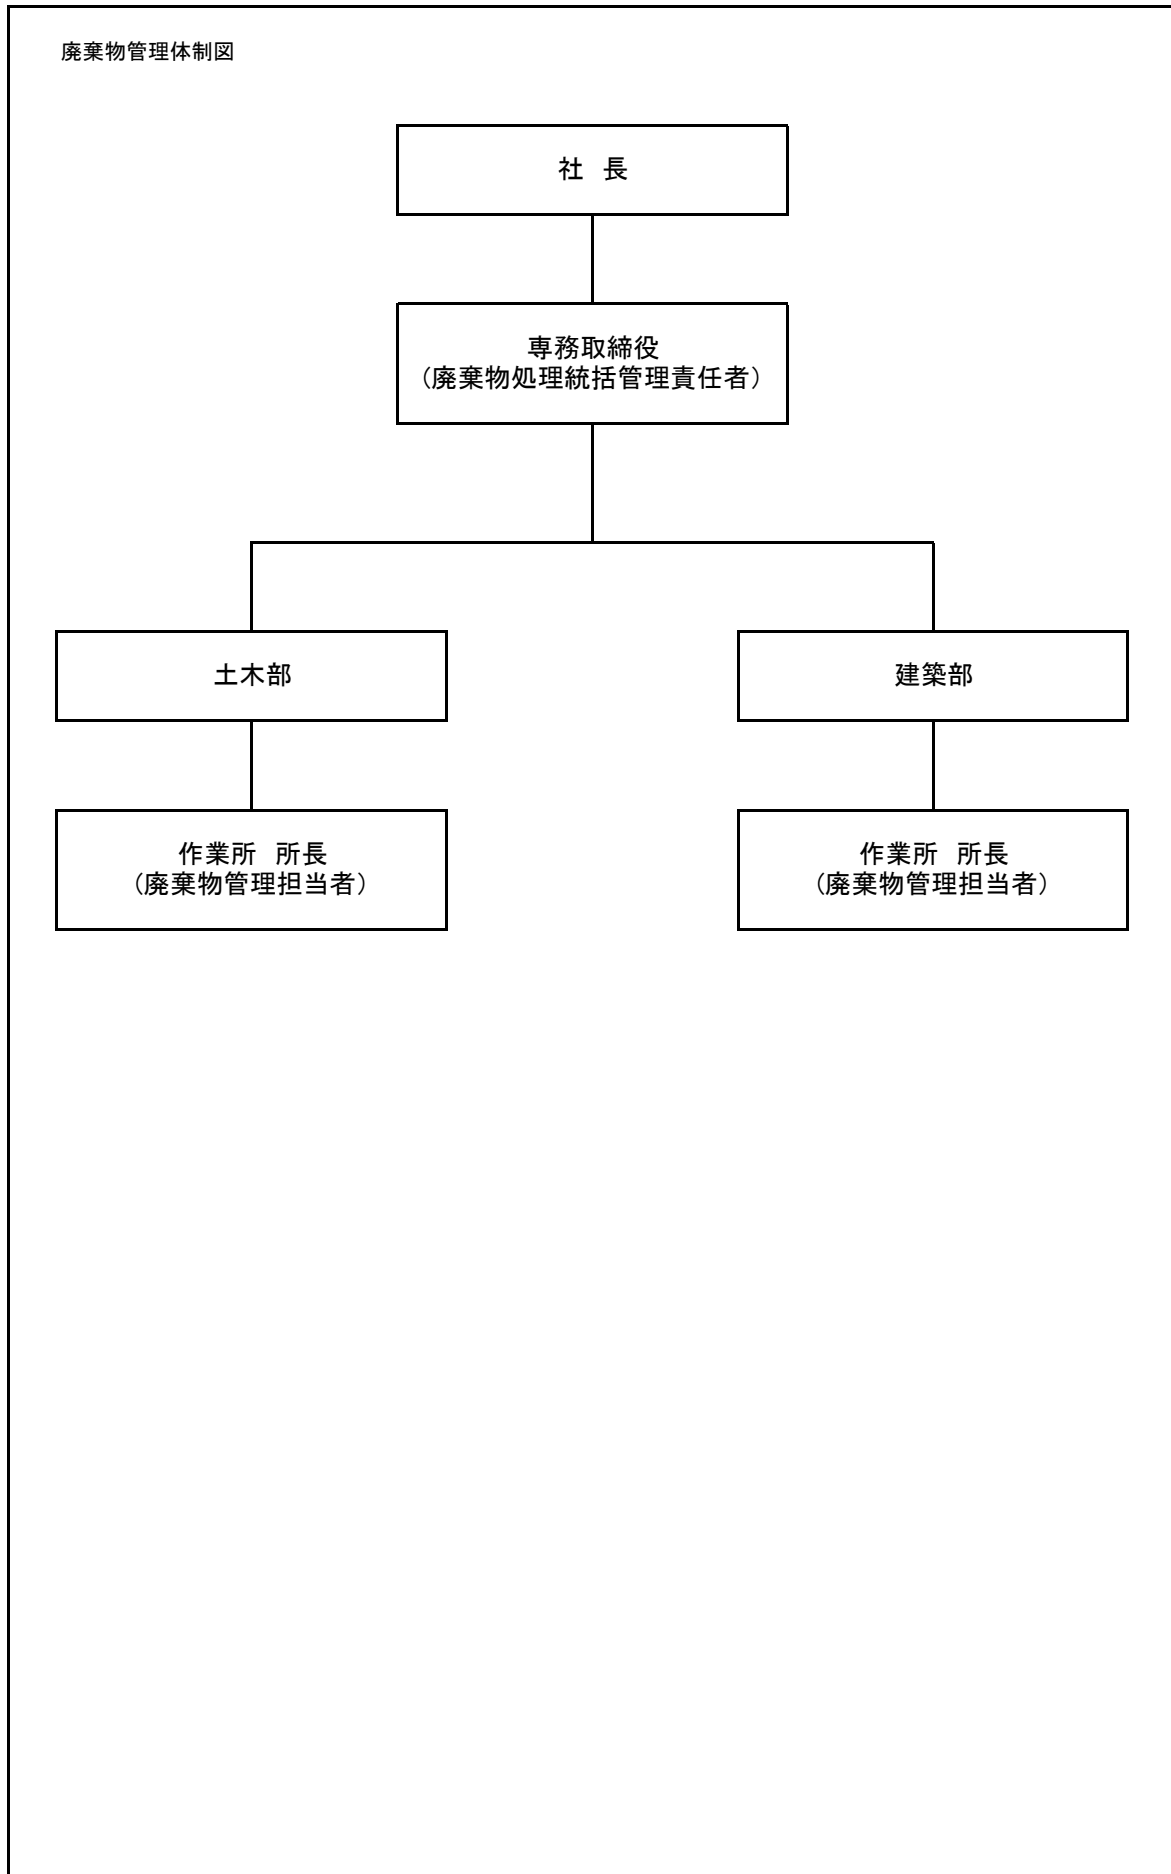 廃棄物管理体制図
社　長
専務取締役
（廃棄物処理統括管理責任者）
土木部
建築部
作業所　所長
（廃棄物管理担当者）
作業所　所長
（廃棄物管理担当者）